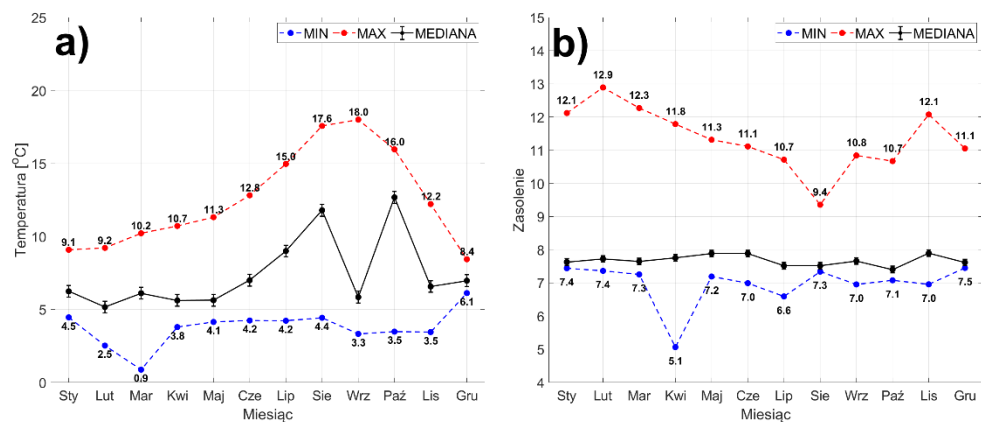 a)
MIN MAX MEDIANA
Temperatura [°C]
25
20
15
10
5
0
9.1 9.2 10.2 10.7 11.3 12.8 15.0 17.6 18.0 16.0 12.2 8.4
4.5 2.5 0.9 3.8 4.1 4.2 4.2 4.4 3.3 3.5 3.5 6.1
Sty Lut Mar Kwi Maj Cze Lip Sie Wrz Paź Lis Gru
Miesiąc
b)
MIN MAX MEDIANA
Zasolenie
15
14
13
12
11
10
9
8
7
6
5
4
12.1 12.9 12.3 11.8 11.3 11.1 10.7 9.4 10.8 10.7 12.1 11.1
7.4 7.4 7.3 5.1 7.2 7.0 6.6 7.3 7.0 7.1 7.0 7.5
Sty Lut Mar Kwi Maj Cze Lip Sie Wrz Paź Lis Gru
Miesiąc